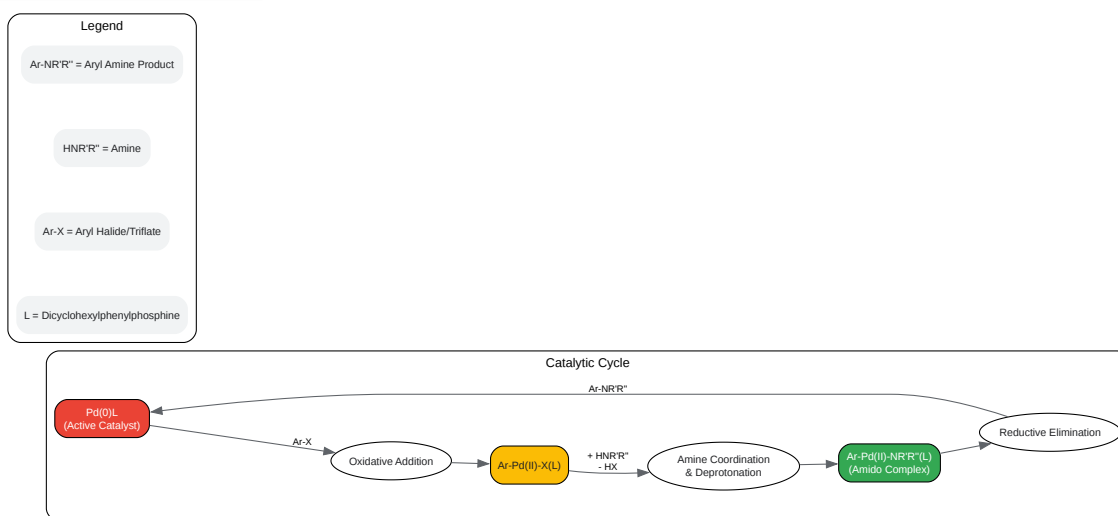 Legend
Ar-NR'R'' = Aryl Amine Product
HNR'R'' = Amine
Ar-X = Aryl Halide/Triflate
L = Dicyclohexylphenylphosphine
Catalytic Cycle
Ar-NR'R''
Pd(0)L
(Active Catalyst)
Ar-X
Oxidative Addition
Ar-Pd(II)-X(L)
+ HNR'R''
- HX
Amine Coordination
& Deprotonation
Ar-Pd(II)-NR'R''(L)
(Amido Complex)
Reductive Elimination